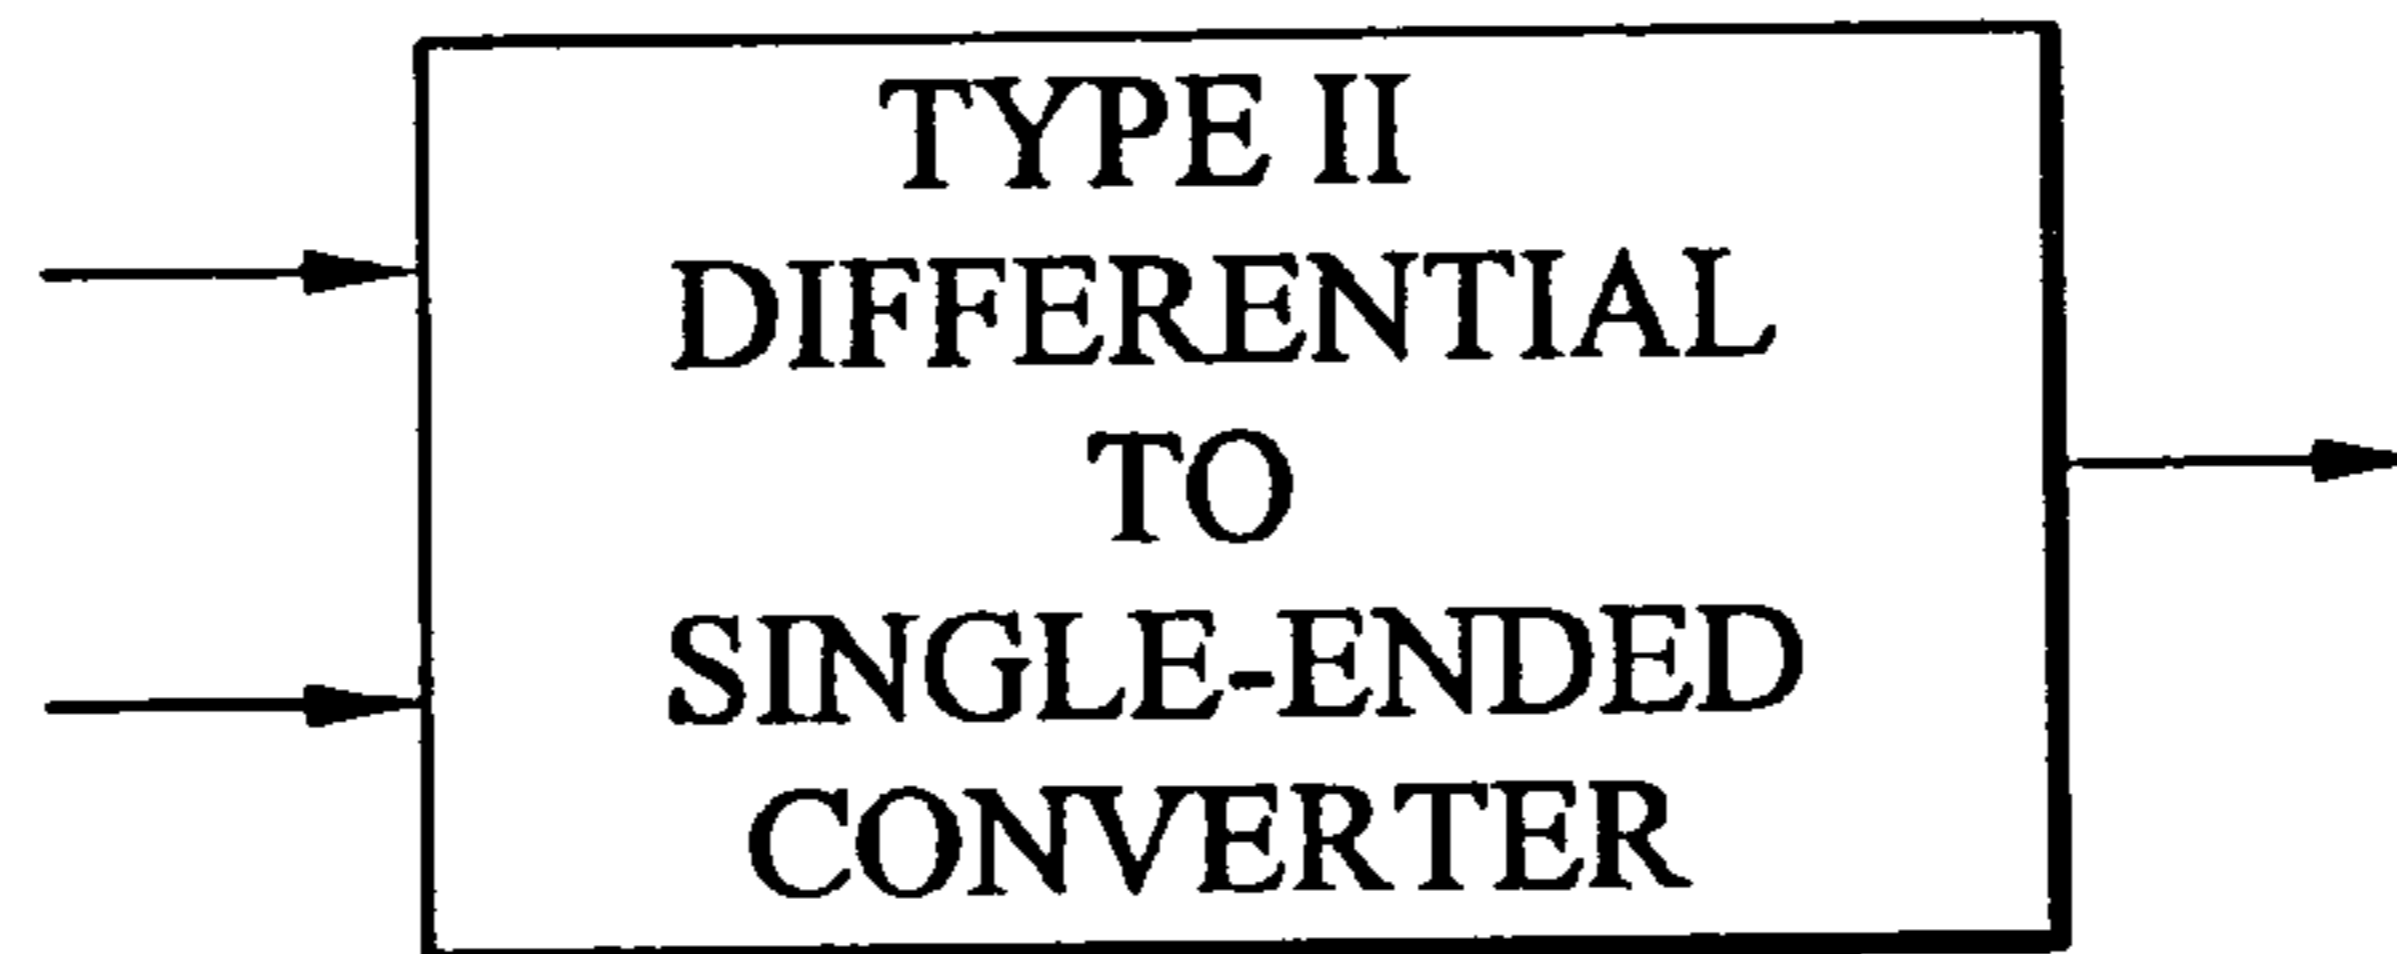 TYPE II
DIFFERENTIAL
TO
SINGLE-ENDED
CONVERTER